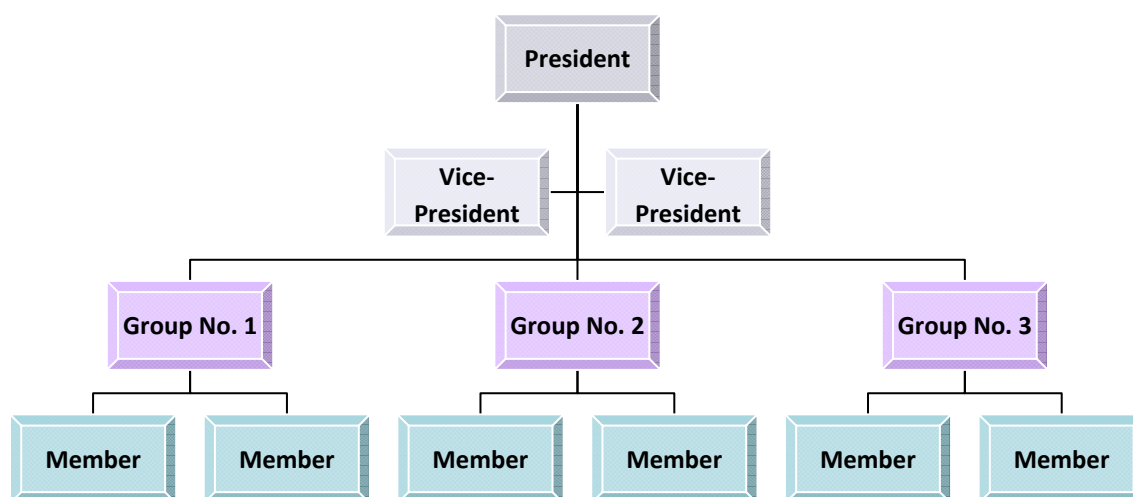 President
Vice-
President
Vice-
President
Group No. 1
Group No. 2
Group No. 3
Member
Member
Member
Member
Member
Member